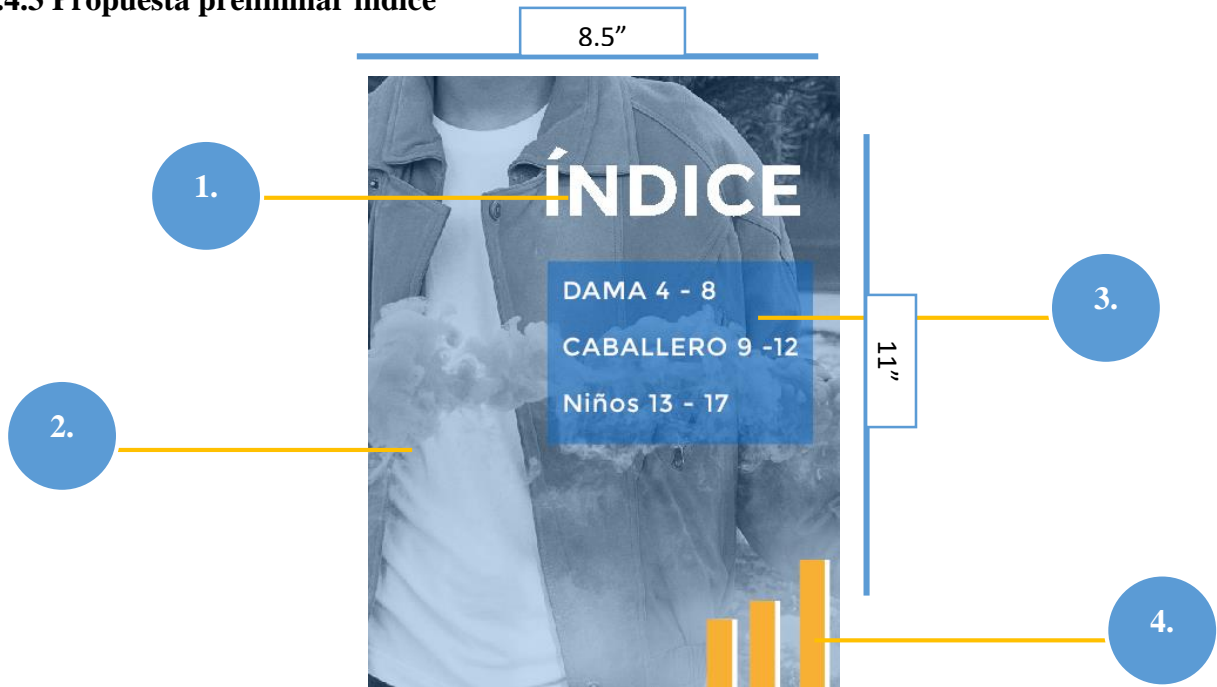 .4.5 Propuesta preliminar índice
8.5”
1.
ÍNDICE
3.
DAMA 4 - 8
CABALLERO 9 -12
11”
Niños 13 - 17
2.
4.